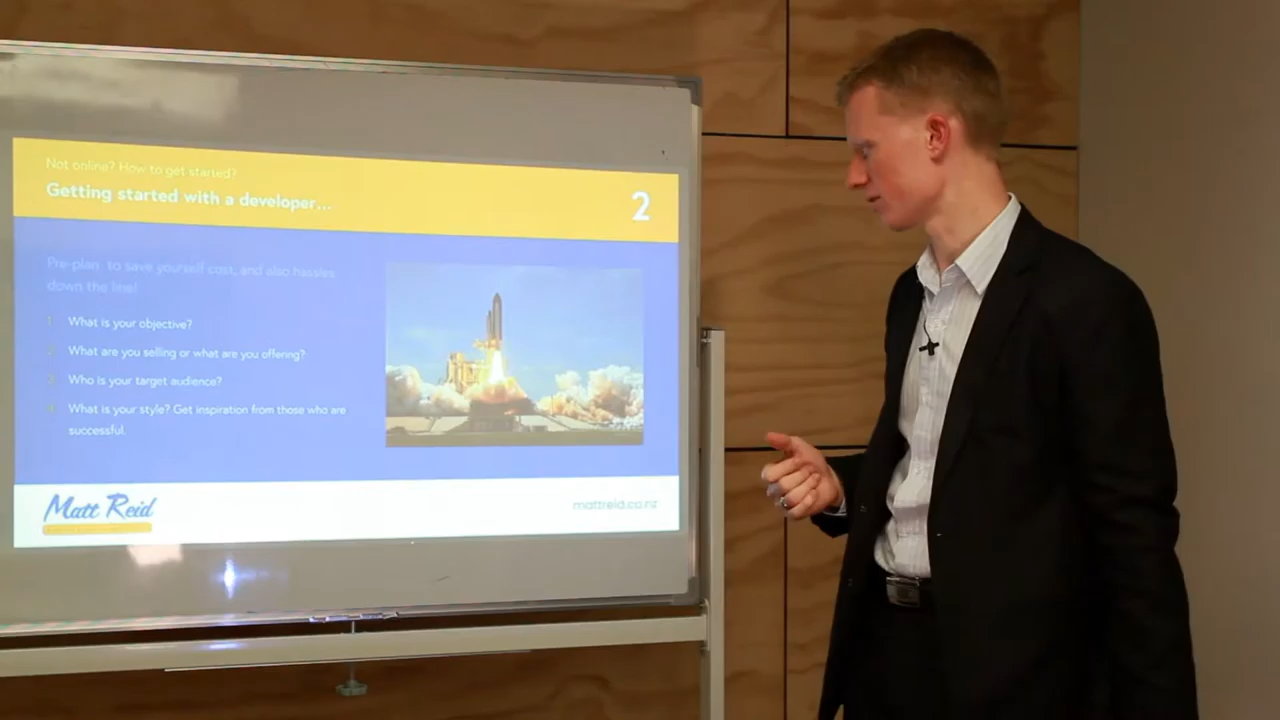 Not online? How to get started?
Getting started with a developer...
2
Pre-plan to save yourself cost, and also hassles
down the line!
1 What is your objective?
2 What are you selling or what are you offering?
3 Who is your target audience?
4 What is your style? Get inspiration from those who are
successful.
Matt Reid
mattreid.co.nz